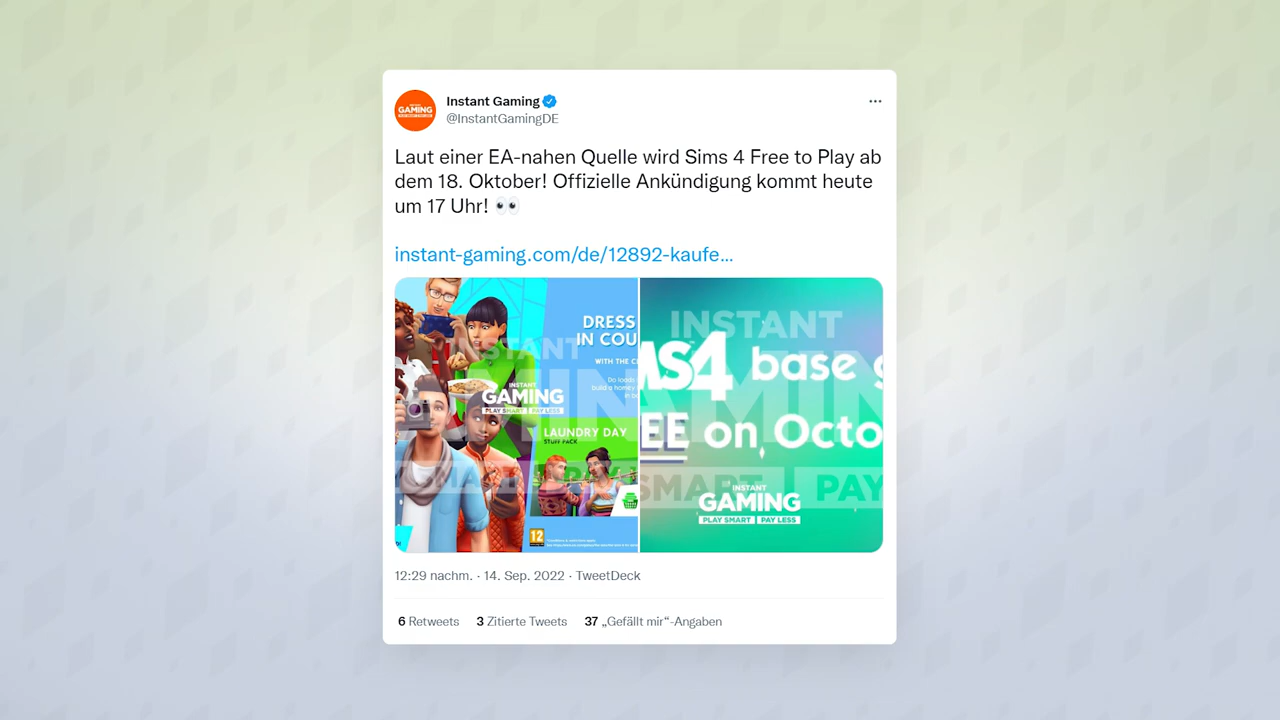 Instant Gaming
@InstantGamingDE
Laut einer EA-nahen Quelle wird Sims 4 Free to Play ab
dem 18. Oktober! Offizielle Ankündigung kommt heute
um 17 Uhr! 👀
instant-gaming.com/de/12892-kaufe...
DRESS
IN COU
WITH THE C
INSTANT
GAMING
PLAY SMART PAY LESS
LAUNDRY DAY
STUFF PACK
12
INSTANT
MS4 base g
EE on Octo
SMART PAY
INSTANT
GAMING
PLAY SMART PAY LESS
12:29 nachm. · 14. Sep. 2022 · TweetDeck
6 Retweets 3 Zitierte Tweets 37 „Gefällt mir“-Angaben